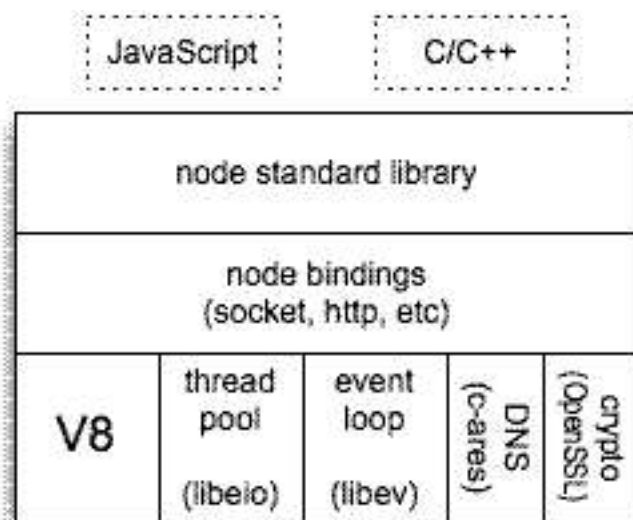 JavaScript
C/C++
node standard library
node bindings
(socket, http, etc)
V8
thread
pool
(libeio)
event
loop
(libev)
DNS
(c-ares)
crypto
(OpenSSL)